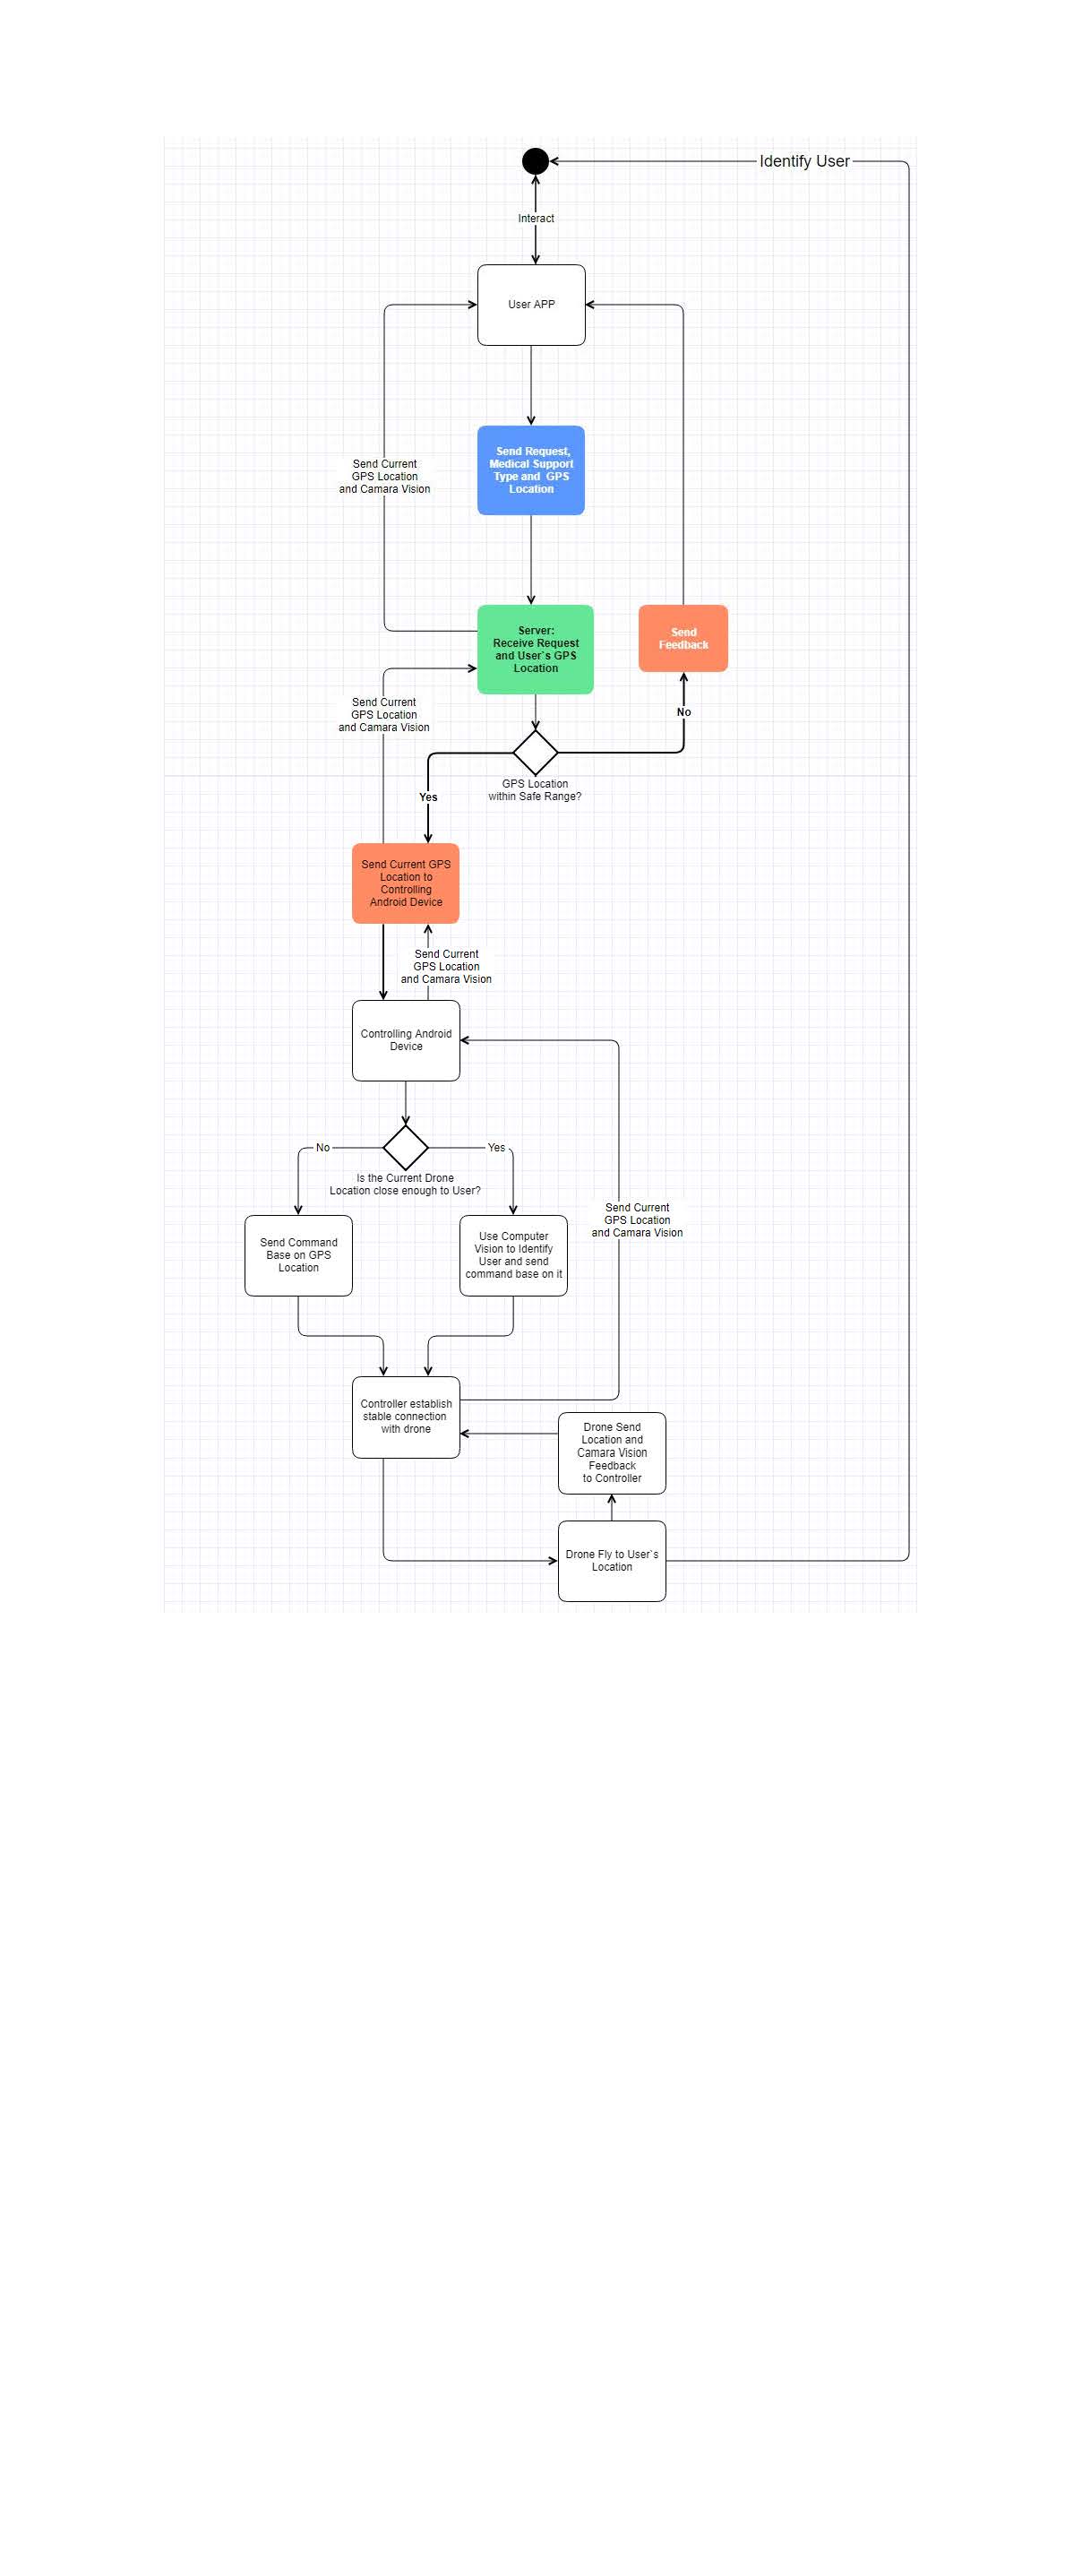 Identify User
Interact
User APP
Send Request,
Medical Support
Type and GPS
Location
Send Current
GPS Location
and Camara Vision
Server:
Receive Request
and User`s GPS
Location
Send
Feedback
Send Current
GPS Location
and Camara Vision
No
GPS Location
within Safe Range?
Yes
Send Current GPS
Location to
Controlling
Android Device
Send Current
GPS Location
and Camara Vision
Controlling Android
Device
No
Yes
Is the Current Drone
Location close enough to User?
Send Current
GPS Location
and Camara Vision
Send Command
Base on GPS
Location
Use Computer
Vision to Identify
User and send
command base on it
Controller establish
stable connection
with drone
Drone Send
Location and
Camara Vision
Feedback
to Controller
Drone Fly to User`s
Location